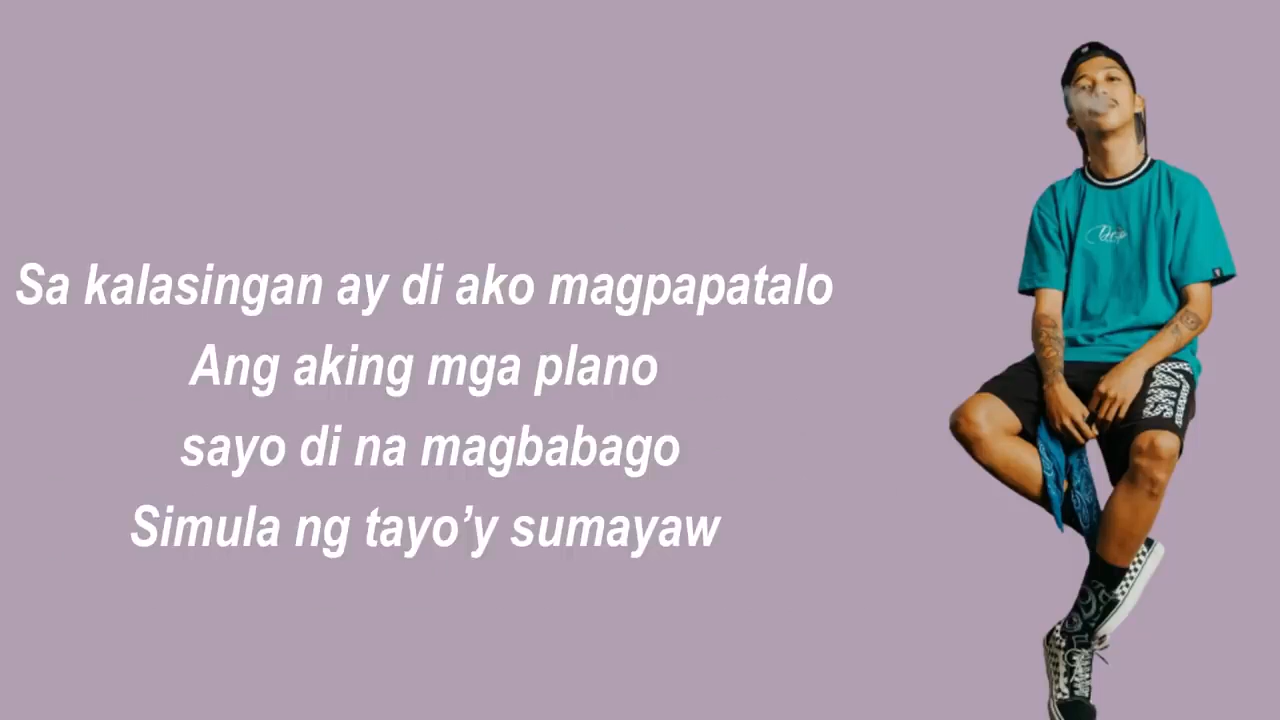 Sa kalasingan ay di ako magpapatalo
Ang aking mga plano
sayo di na magbabago
Simula ng tayo’y sumayaw